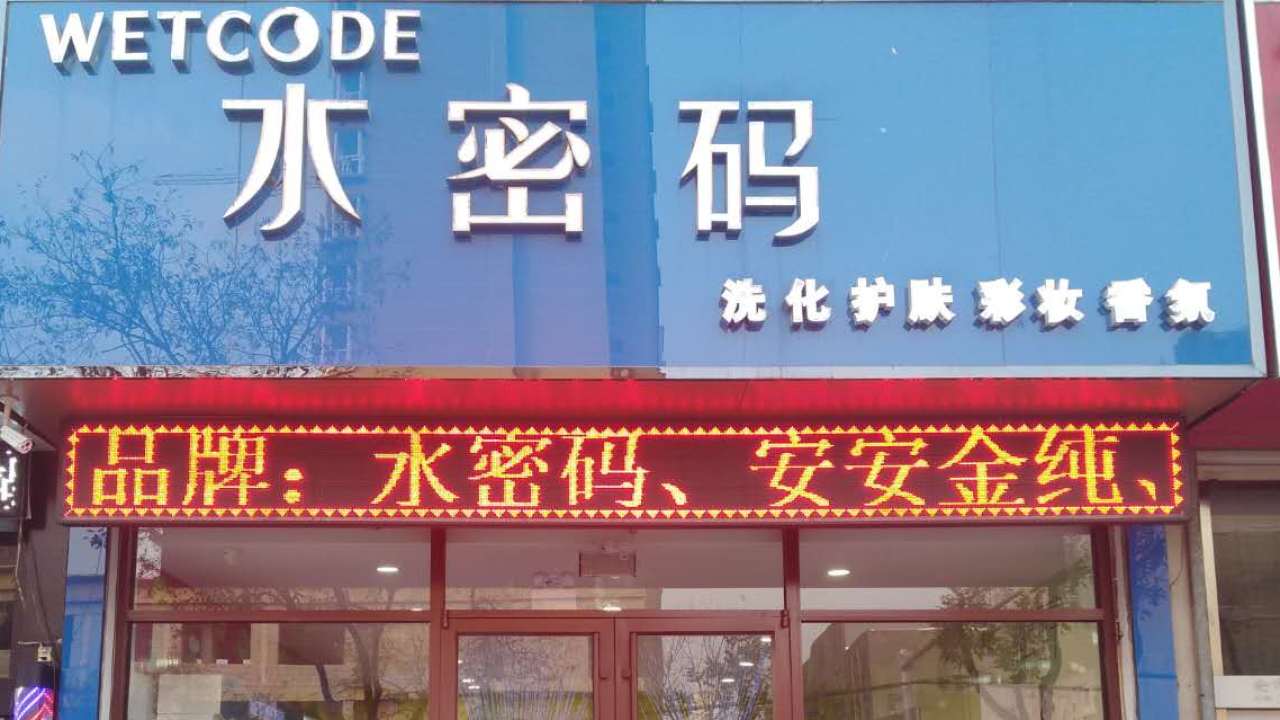 WETCODE
水密码
洗化护肤彩妆香氛
品牌：水密码、安安金纯、